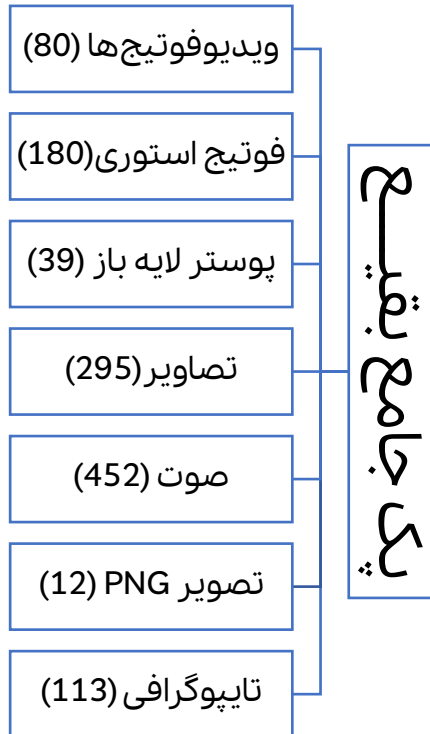 پک جامع بقیـــع
ویدیوفوتیج‌ها (80)
فوتیج استوری(180)
پوستر لایه باز (39)
تصاویر(295)
صوت (452)
تصویر PNG (12)
تایپوگرافی(113)